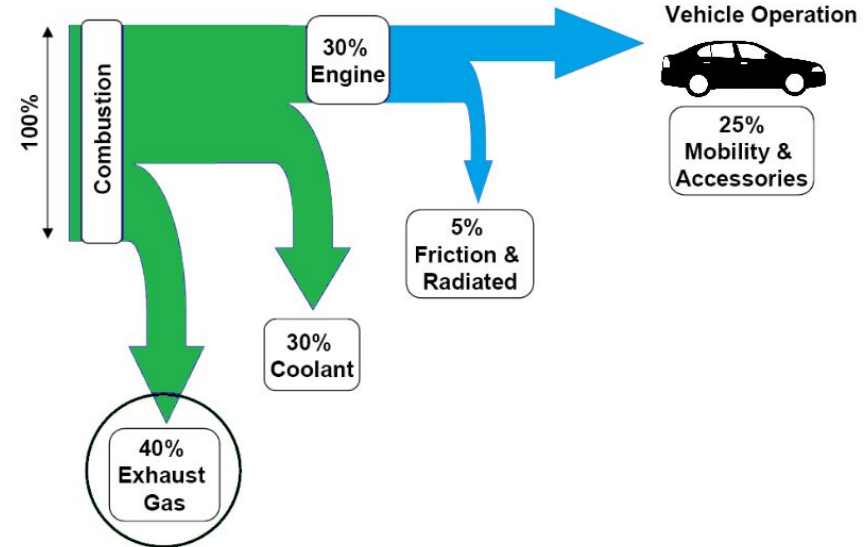 Vehicle Operation
100%
Combustion
30%
Engine
25%
Mobility &
Accessories
5%
Friction &
Radiated
30%
Coolant
40%
Exhaust
Gas